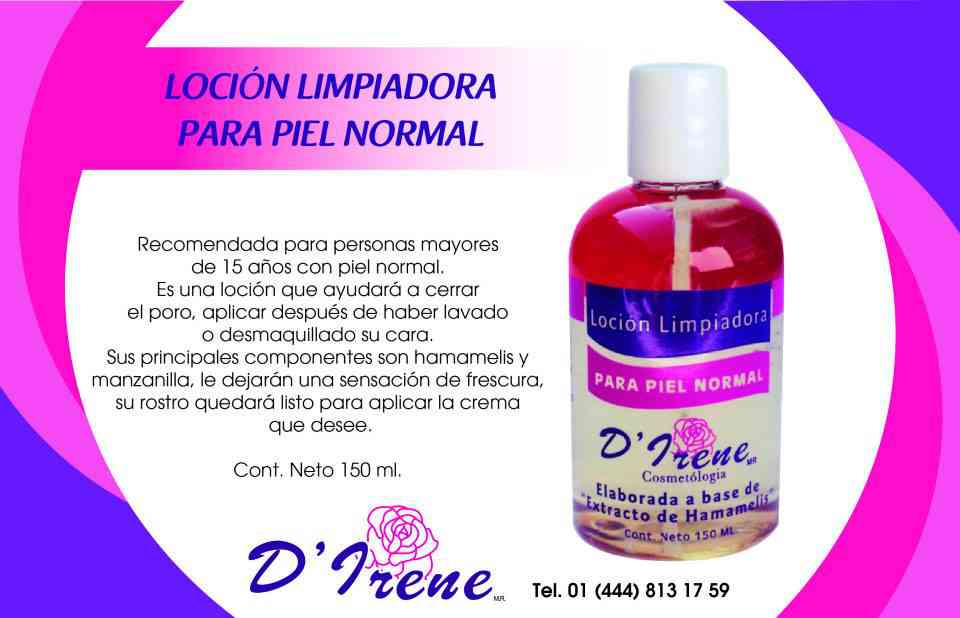 LOCIÓN LIMPIADORA
PARA PIEL NORMAL
Recomendada para personas mayores
de 15 años con piel normal.
Es una loción que ayudará a cerrar
el poro, aplicar después de haber lavado
o desmaquillado su cara.
Sus principales componentes son hamamelis y
manzanilla, le dejarán una sensación de frescura,
su rostro quedará listo para aplicar la crema
que desee.
Cont. Neto 150 ml.
D'Irene M.R.
Loción Limpiadora
PARA PIEL NORMAL
D'Irene M.R.
Cosmetólogia
Elaborada a base de
"Extracto de Hamamelis"
Cont. Neto 150 ML.
Tel. 01 (444) 813 17 59